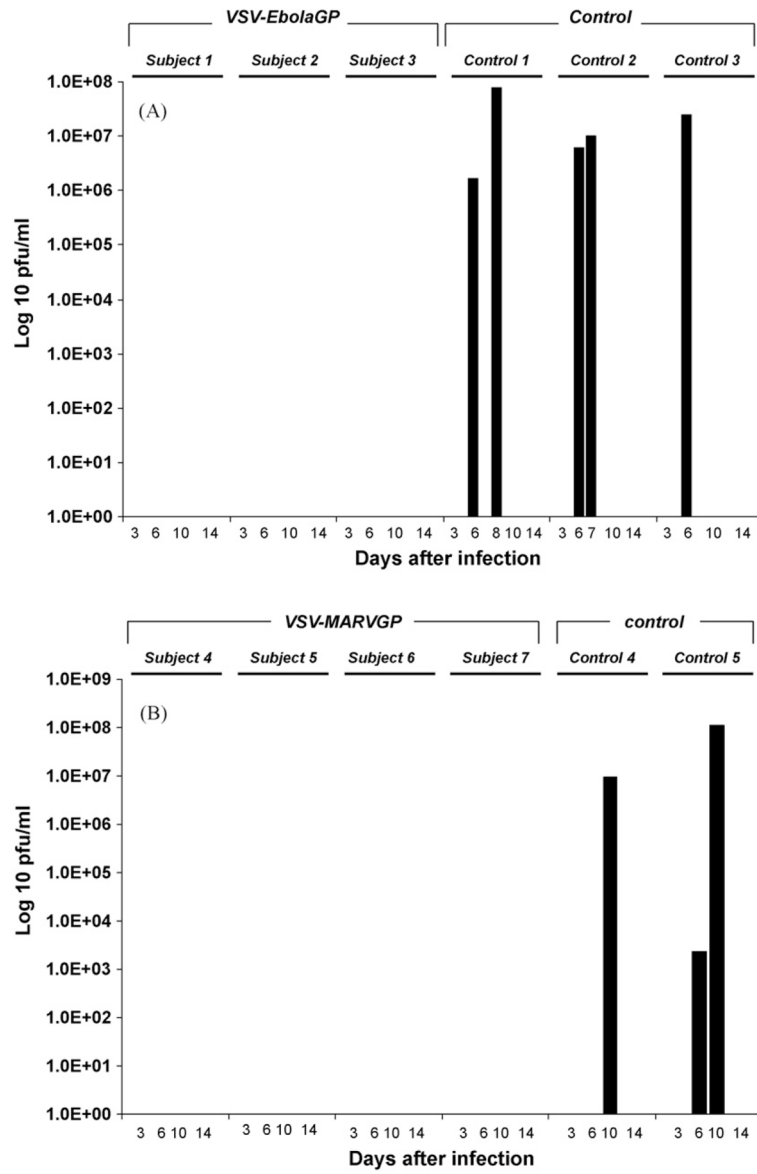 VSV-EbolaGP Control
Subject 1 Subject 2 Subject 3 Control 1 Control 2 Control 3
(A)
1.0E+08
1.0E+07
1.0E+06
1.0E+05
1.0E+04
1.0E+03
1.0E+02
1.0E+01
1.0E+00
Log 10 pfu/ml
3 6 10 14 3 6 10 14 3 6 10 14 3 6 8 10 14 3 6 7 10 14 3 6 10 14
Days after infection
VSV-MARVGP control
Subject 4 Subject 5 Subject 6 Subject 7 Control 4 Control 5
(B)
1.0E+09
1.0E+08
1.0E+07
1.0E+06
1.0E+05
1.0E+04
1.0E+03
1.0E+02
1.0E+01
1.0E+00
Log 10 pfu/ml
3 6 10 14 3 6 10 14 3 6 10 14 3 6 10 14 3 6 10 14 3 6 10 14
Days after infection